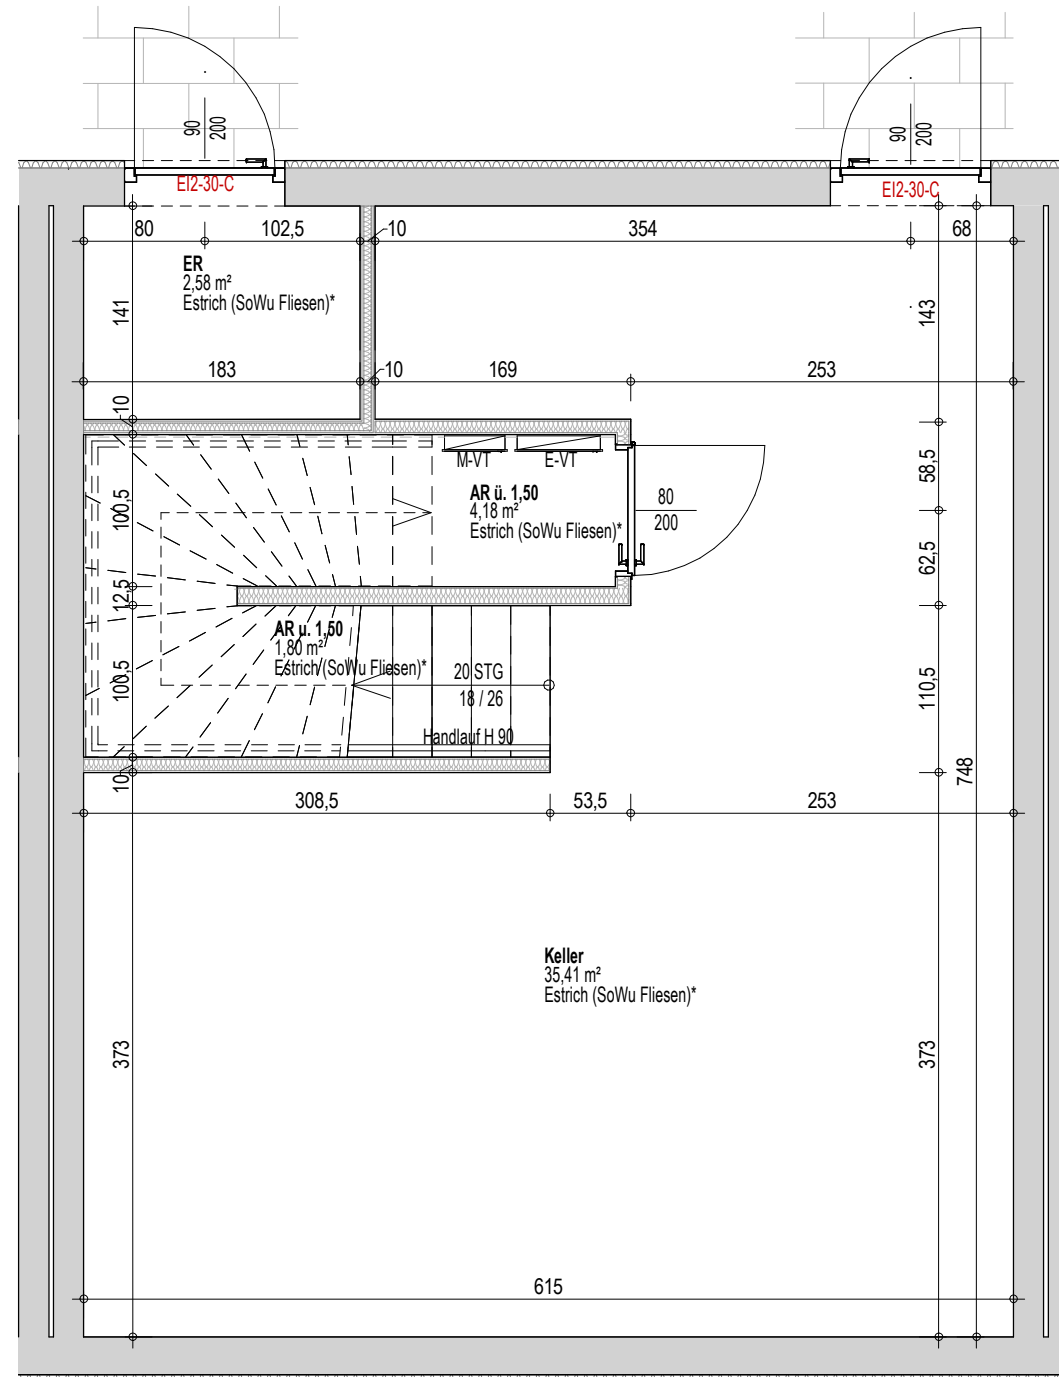 90
200
90
200
EI2-30-C
EI2-30-C
80
102,5
10
354
68
ER
2,58 m²
Estrich (SoWu Fliesen)*
141
143
183
10
169
253
10
M-VT
E-VT
58,5
AR ü. 1,50
4,18 m²
Estrich (SoWu Fliesen)*
80
200
100,5
62,5
12,5
AR u. 1,50
1,80 m²
Estrich (SoWu Fliesen)*
20 STG
18 / 26
100,5
110,5
Handlauf H 90
10
748
308,5
53,5
253
Keller
35,41 m²
Estrich (SoWu Fliesen)*
373
373
615